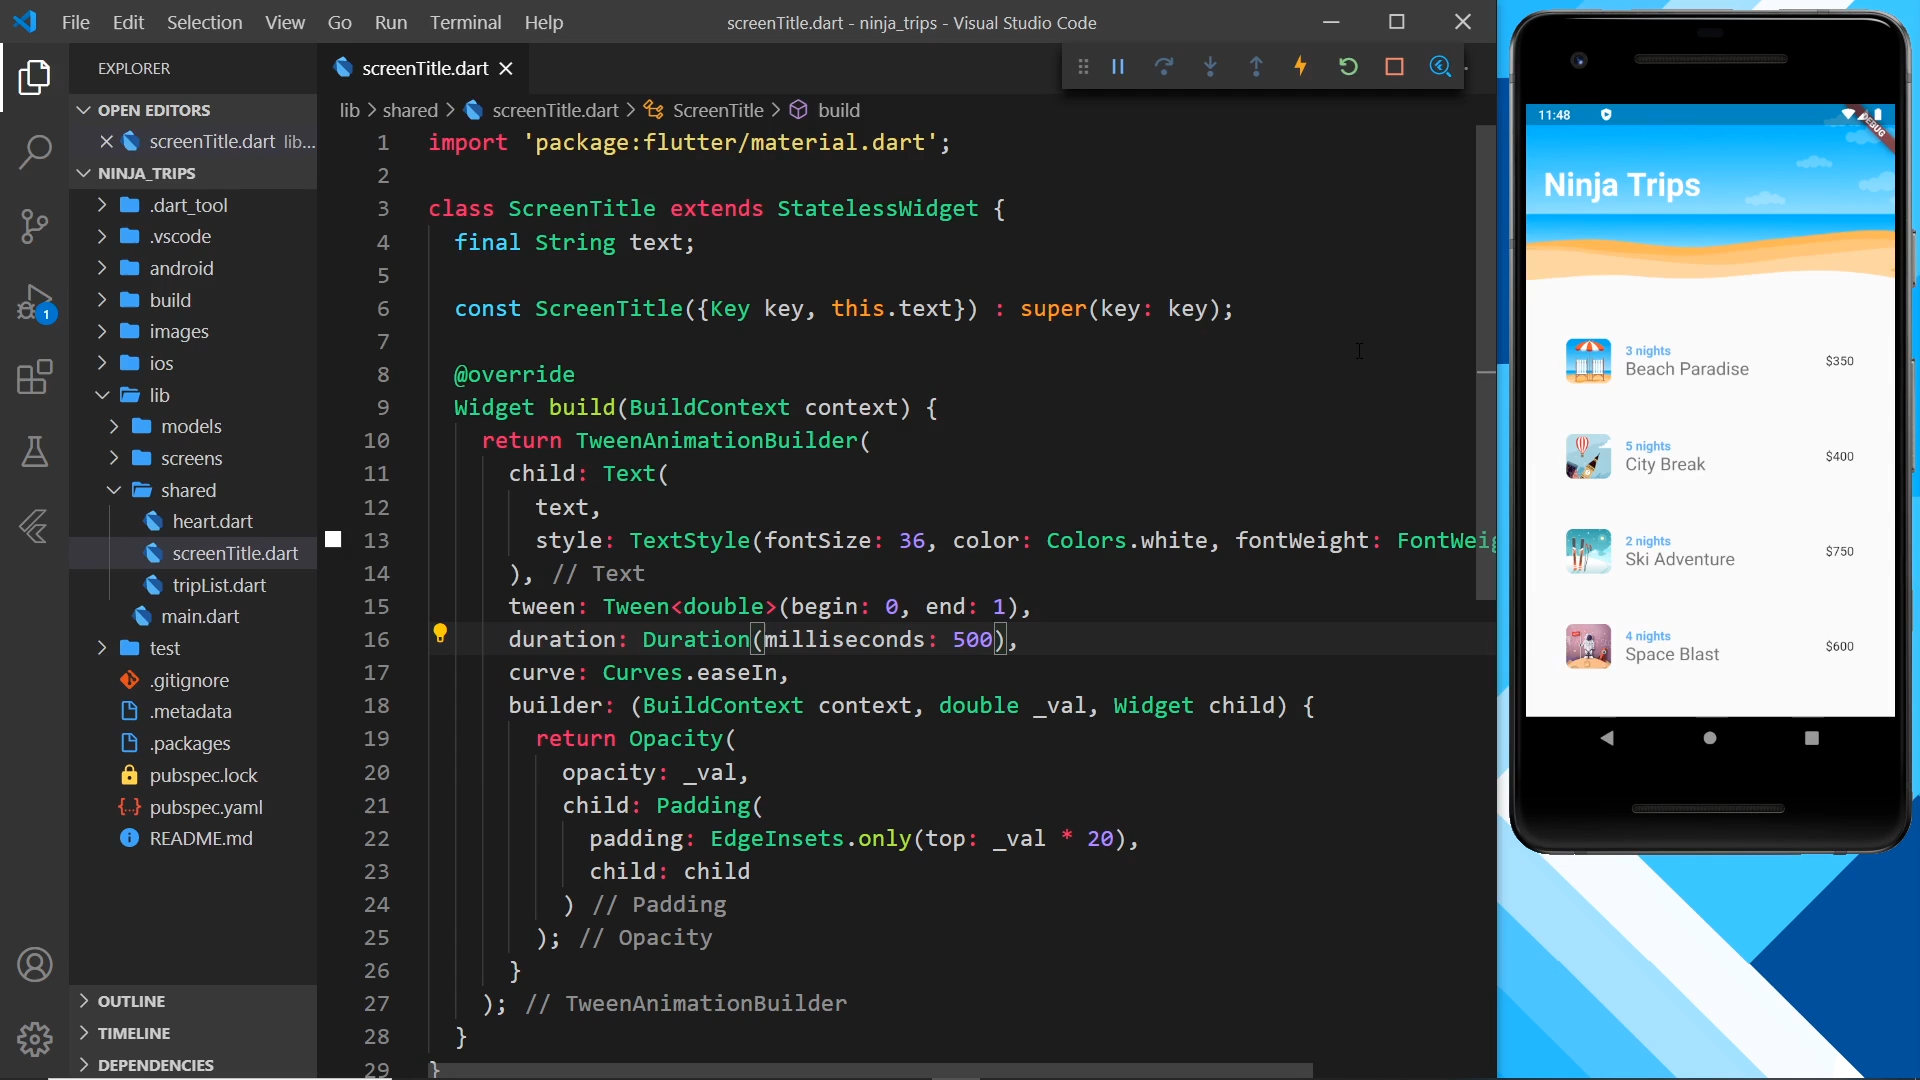 File Edit Selection View Go Run Terminal Help
screenTitle.dart - ninja_trips - Visual Studio Code
EXPLORER
OPEN EDITORS
screenTitle.dart lib...
NINJA_TRIPS
.dart_tool
.vscode
android
build
images
ios
lib
models
screens
shared
heart.dart
screenTitle.dart
tripList.dart
main.dart
test
.gitignore
.metadata
.packages
pubspec.lock
pubspec.yaml
README.md
OUTLINE
TIMELINE
DEPENDENCIES
1
screenTitle.dart
lib > shared > screenTitle.dart > ScreenTitle > build
1 import 'package:flutter/material.dart';
2
3 class ScreenTitle extends StatelessWidget {
4 final String text;
5
6 const ScreenTitle({Key key, this.text}) : super(key: key);
7
8 @override
9 Widget build(BuildContext context) {
10 return TweenAnimationBuilder(
11 child: Text(
12 text,
13 style: TextStyle(fontSize: 36, color: Colors.white, fontWeight: FontWeig
14 ), // Text
15 tween: Tween<double>(begin: 0, end: 1),
16 duration: Duration(milliseconds: 500),
17 curve: Curves.easeIn,
18 builder: (BuildContext context, double _val, Widget child) {
19 return Opacity(
20 opacity: _val,
21 child: Padding(
22 padding: EdgeInsets.only(top: _val * 20),
23 child: child
24 ) // Padding
25 ); // Opacity
26 }
27 ); // TweenAnimationBuilder
28 }
29 }
11:48
DEBUG
Ninja Trips
3 nights
Beach Paradise
$350
5 nights
City Break
$400
2 nights
Ski Adventure
$750
4 nights
Space Blast
$600